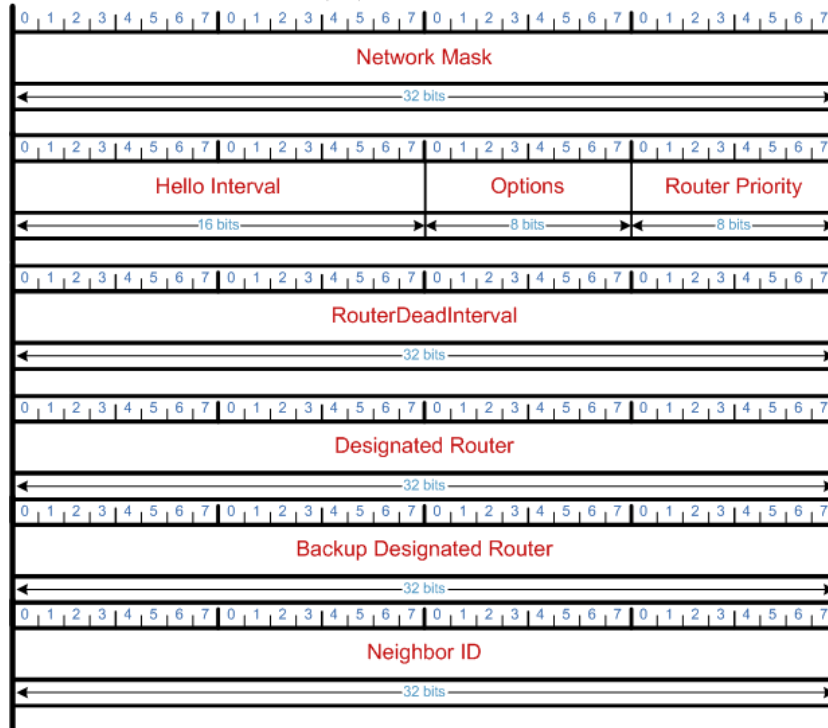 0 1 2 3 4 5 6 7 0 1 2 3 4 5 6 7 0 1 2 3 4 5 6 7 0 1 2 3 4 5 6 7
Network Mask
32 bits
0 1 2 3 4 5 6 7 0 1 2 3 4 5 6 7 0 1 2 3 4 5 6 7 0 1 2 3 4 5 6 7
Hello Interval Options Router Priority
16 bits 8 bits 8 bits
0 1 2 3 4 5 6 7 0 1 2 3 4 5 6 7 0 1 2 3 4 5 6 7 0 1 2 3 4 5 6 7
RouterDeadInterval
32 bits
0 1 2 3 4 5 6 7 0 1 2 3 4 5 6 7 0 1 2 3 4 5 6 7 0 1 2 3 4 5 6 7
Designated Router
32 bits
0 1 2 3 4 5 6 7 0 1 2 3 4 5 6 7 0 1 2 3 4 5 6 7 0 1 2 3 4 5 6 7
Backup Designated Router
32 bits
0 1 2 3 4 5 6 7 0 1 2 3 4 5 6 7 0 1 2 3 4 5 6 7 0 1 2 3 4 5 6 7
Neighbor ID
32 bits